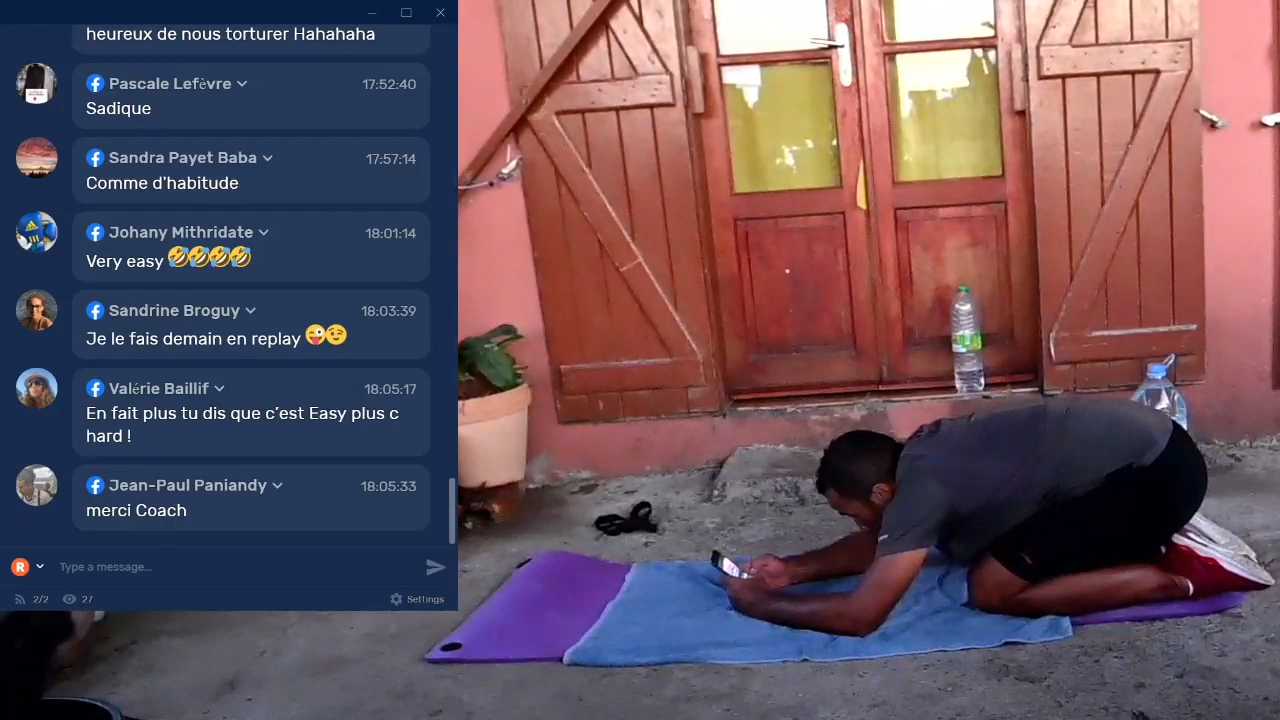 heureux de nous torturer Hahahaha
Pascale Lefèvre 17:52:40
Sadique
Sandra Payet Baba 17:57:14
Comme d'habitude
Johany Mithridate 18:01:14
Very easy 🤣🤣🤣🤣
Sandrine Broguy 18:03:39
Je le fais demain en replay 😜😉
Valérie Baillif 18:05:17
En fait plus tu dis que c’est Easy plus c
hard !
Jean-Paul Paniandy 18:05:33
merci Coach
R Type a message...
2/2 27 Settings